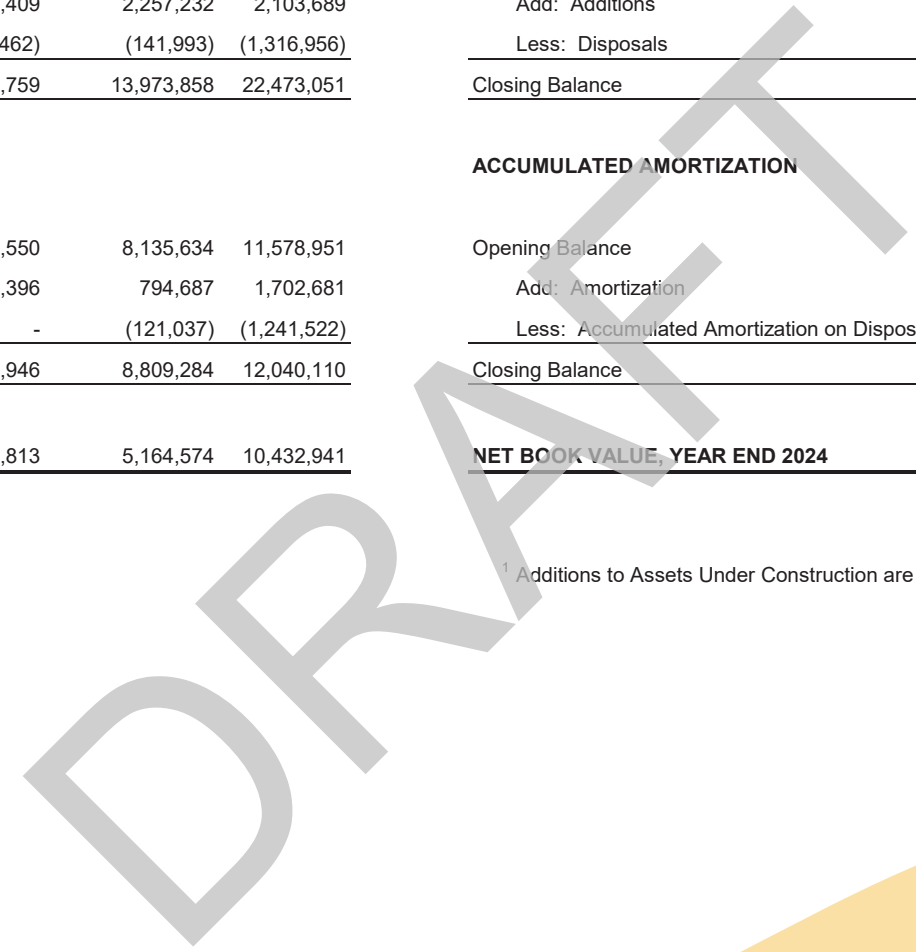 ,409 2,257,232 2,103,689 Add: Additions
462) (141,993) (1,316,956) Less: Disposals
,759 13,973,858 22,473,051 Closing Balance
ACCUMULATED AMORTIZATION
,550 8,135,634 11,578,951 Opening Balance
,396 794,687 1,702,681 Add: Amortization
- (121,037) (1,241,522) Less: Accumulated Amortization on Dispos
,946 8,809,284 12,040,110 Closing Balance
,813 5,164,574 10,432,941 NET BOOK VALUE, YEAR END 2024
1 Additions to Assets Under Construction are
DRAFT